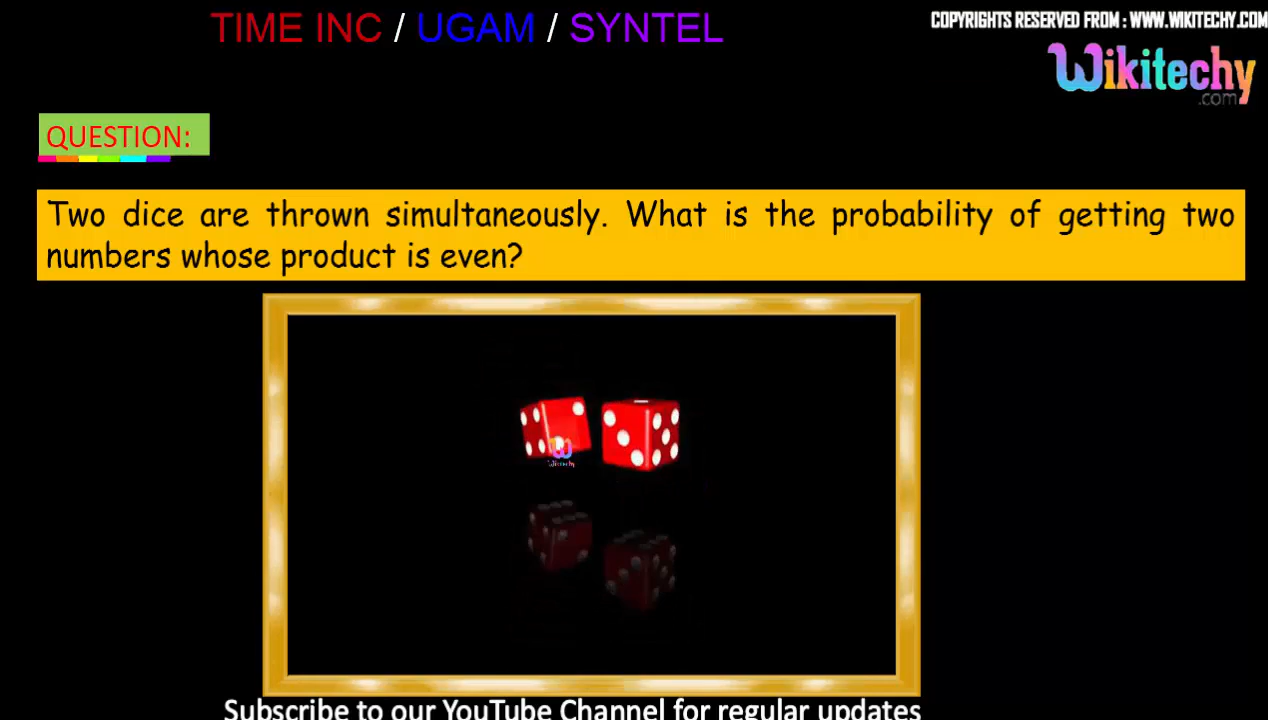 TIME INC / UGAM / SYNTEL
COPYRIGHTS RESERVED FROM : WWW.WIKITECHY.COM
Wikitechy
.com
QUESTION:
Two dice are thrown simultaneously. What is the probability of getting two
numbers whose product is even?
W
Wikitechy
Subscribe to our YouTube Channel for regular updates